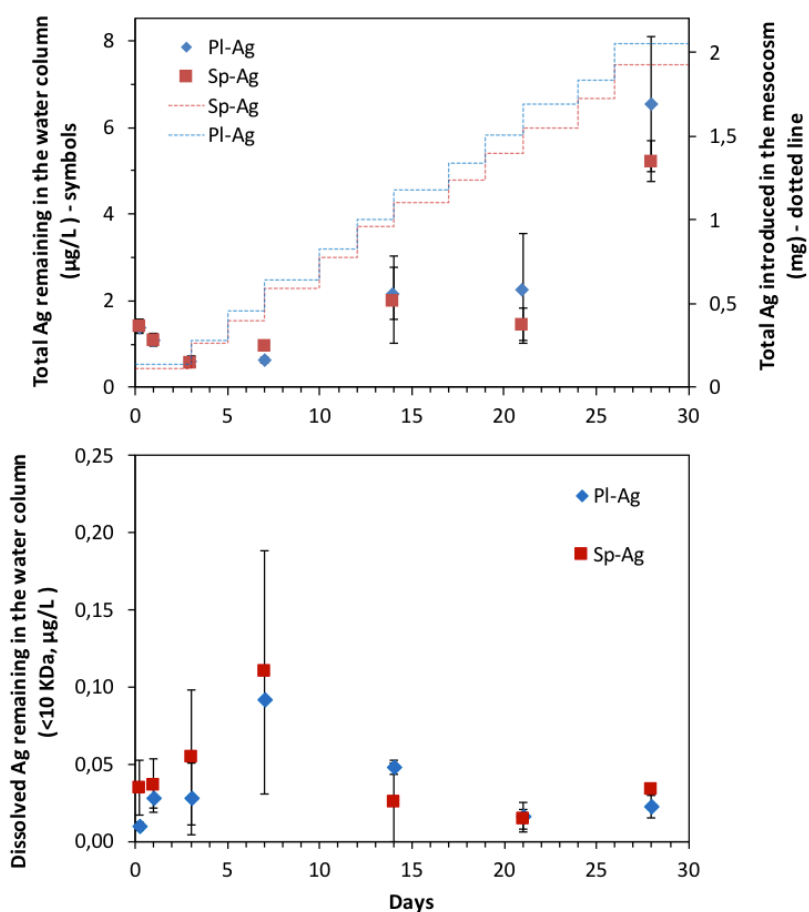 Total Ag remaining in the water column
(µg/L ) - symbols
8
6
4
2
0
Pl-Ag
Sp-Ag
Sp-Ag
Pl-Ag
2
1,5
1
0,5
0
Total Ag introduced in the mesocosm
(mg) - dotted line
0 5 10 15 20 25 30
Dissolved Ag remaining in the water column
(<10 KDa, µg/L )
0,25
0,20
0,15
0,10
0,05
0,00
Pl-Ag
Sp-Ag
0 5 10 15 20 25 30
Days